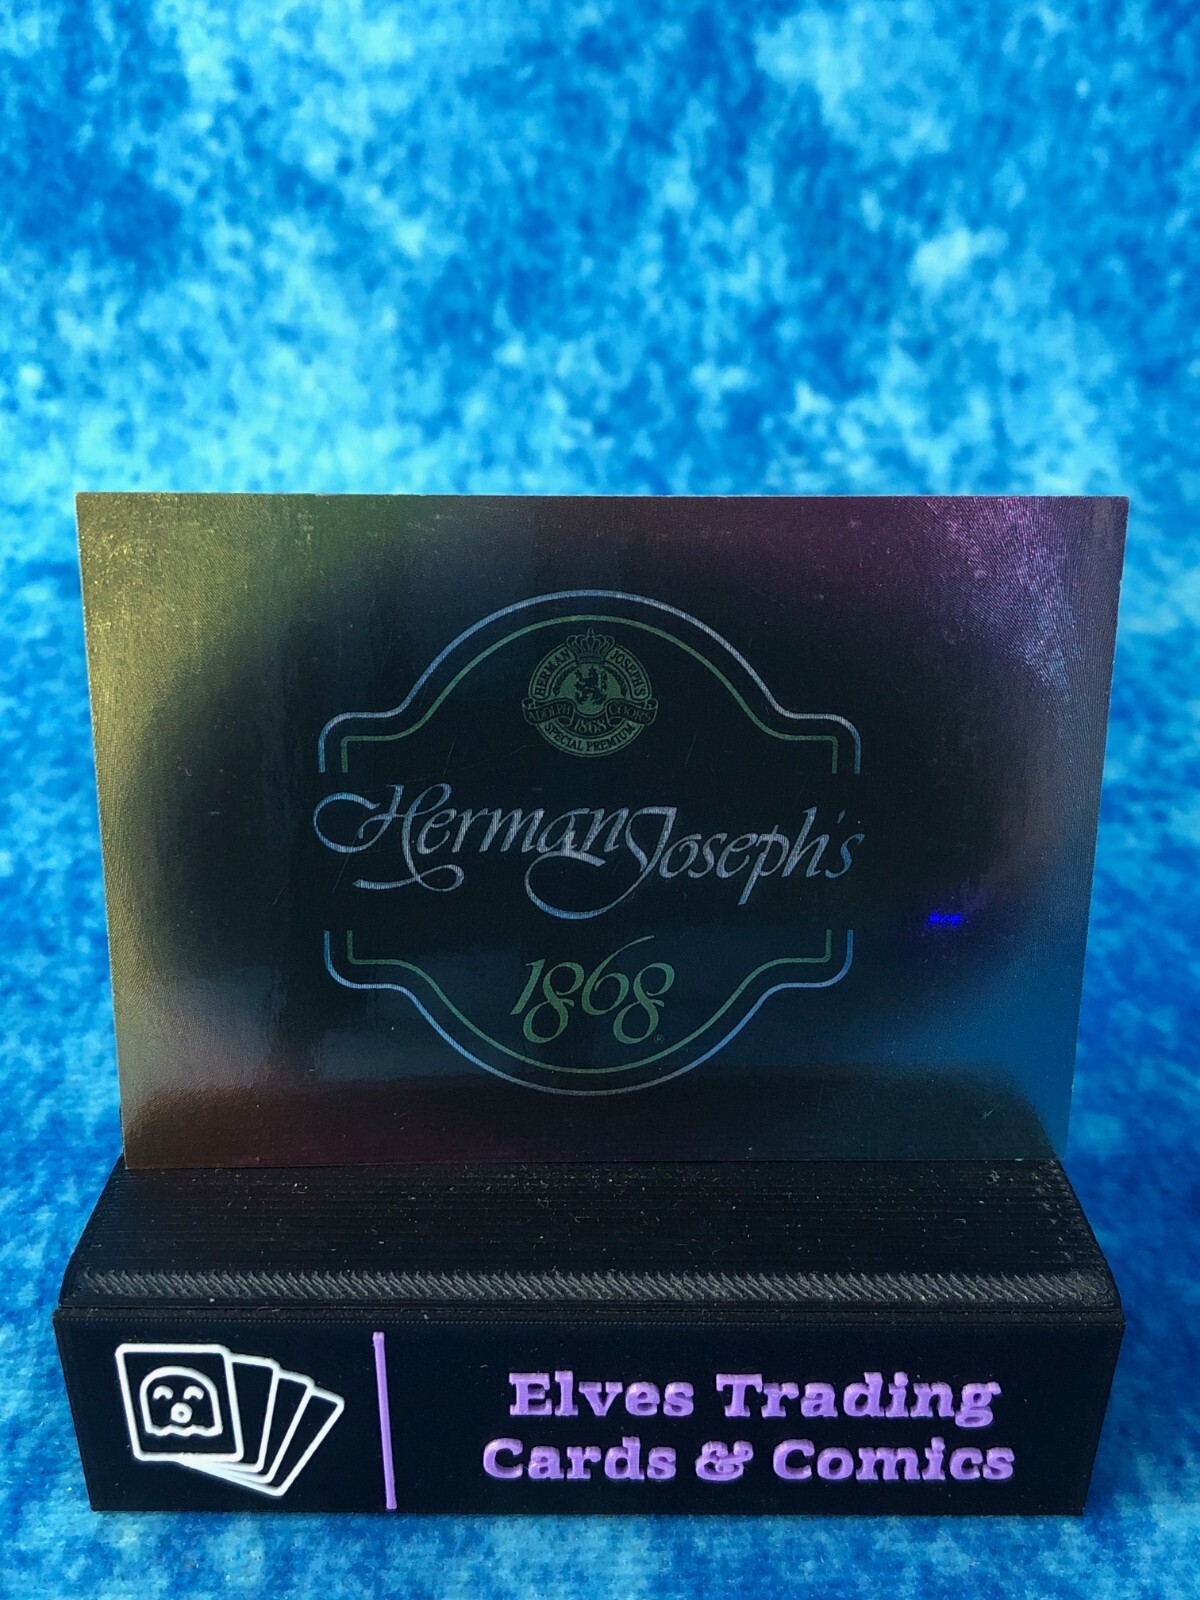 HERMAN JOSEPH'S
ADOLPH COORS
1868
SPECIAL PREMIUM
Herman Joseph's
1868®
Elves Trading
Cards & Comics